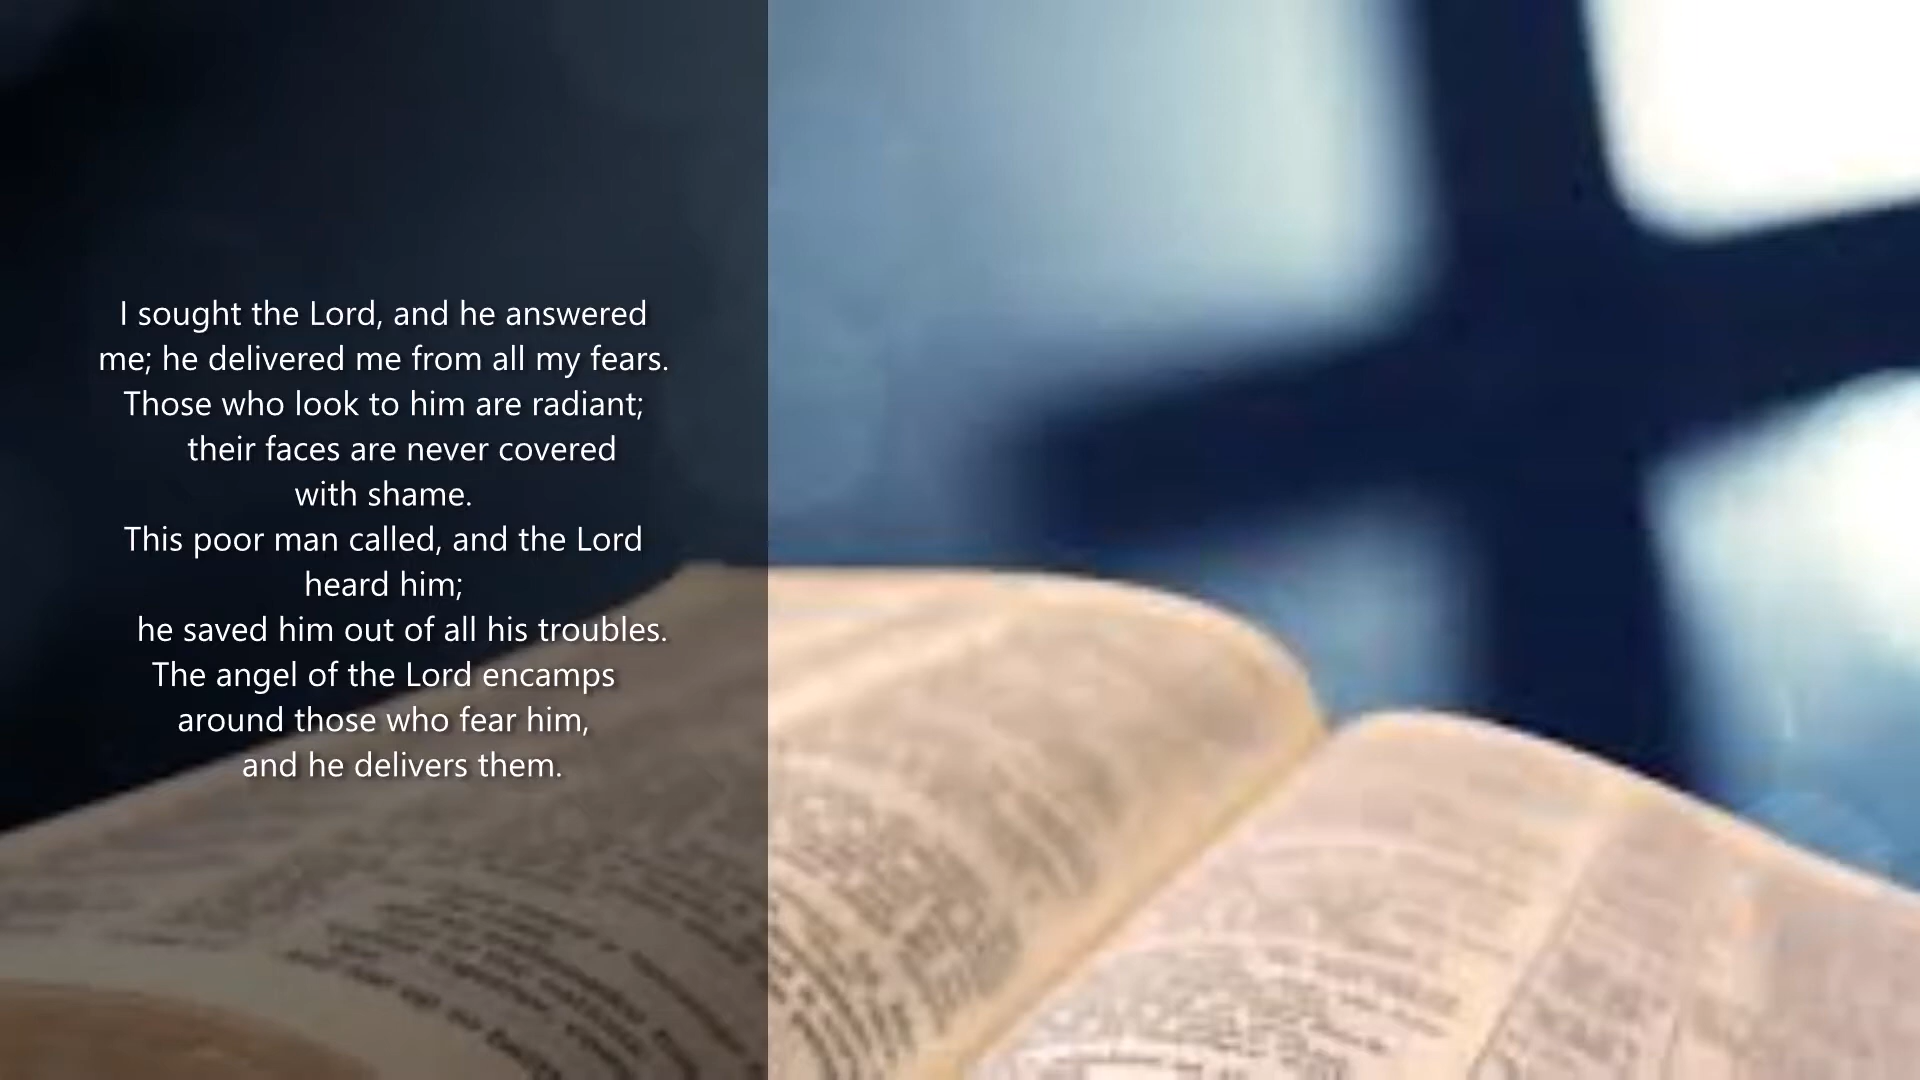 I sought the Lord, and he answered
me; he delivered me from all my fears.
Those who look to him are radiant;
their faces are never covered
with shame.
This poor man called, and the Lord
heard him;
he saved him out of all his troubles.
The angel of the Lord encamps
around those who fear him,
and he delivers them.